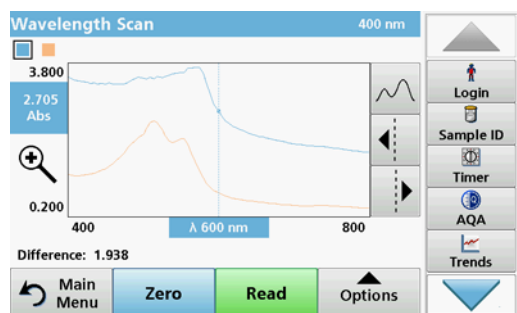 Wavelength Scan 400 nm
3.800
2.705
Abs
0.200
400 λ 600 nm 800
Difference: 1.938
Main
Menu
Zero
Read
Options
Login
Sample ID
Timer
AQA
Trends